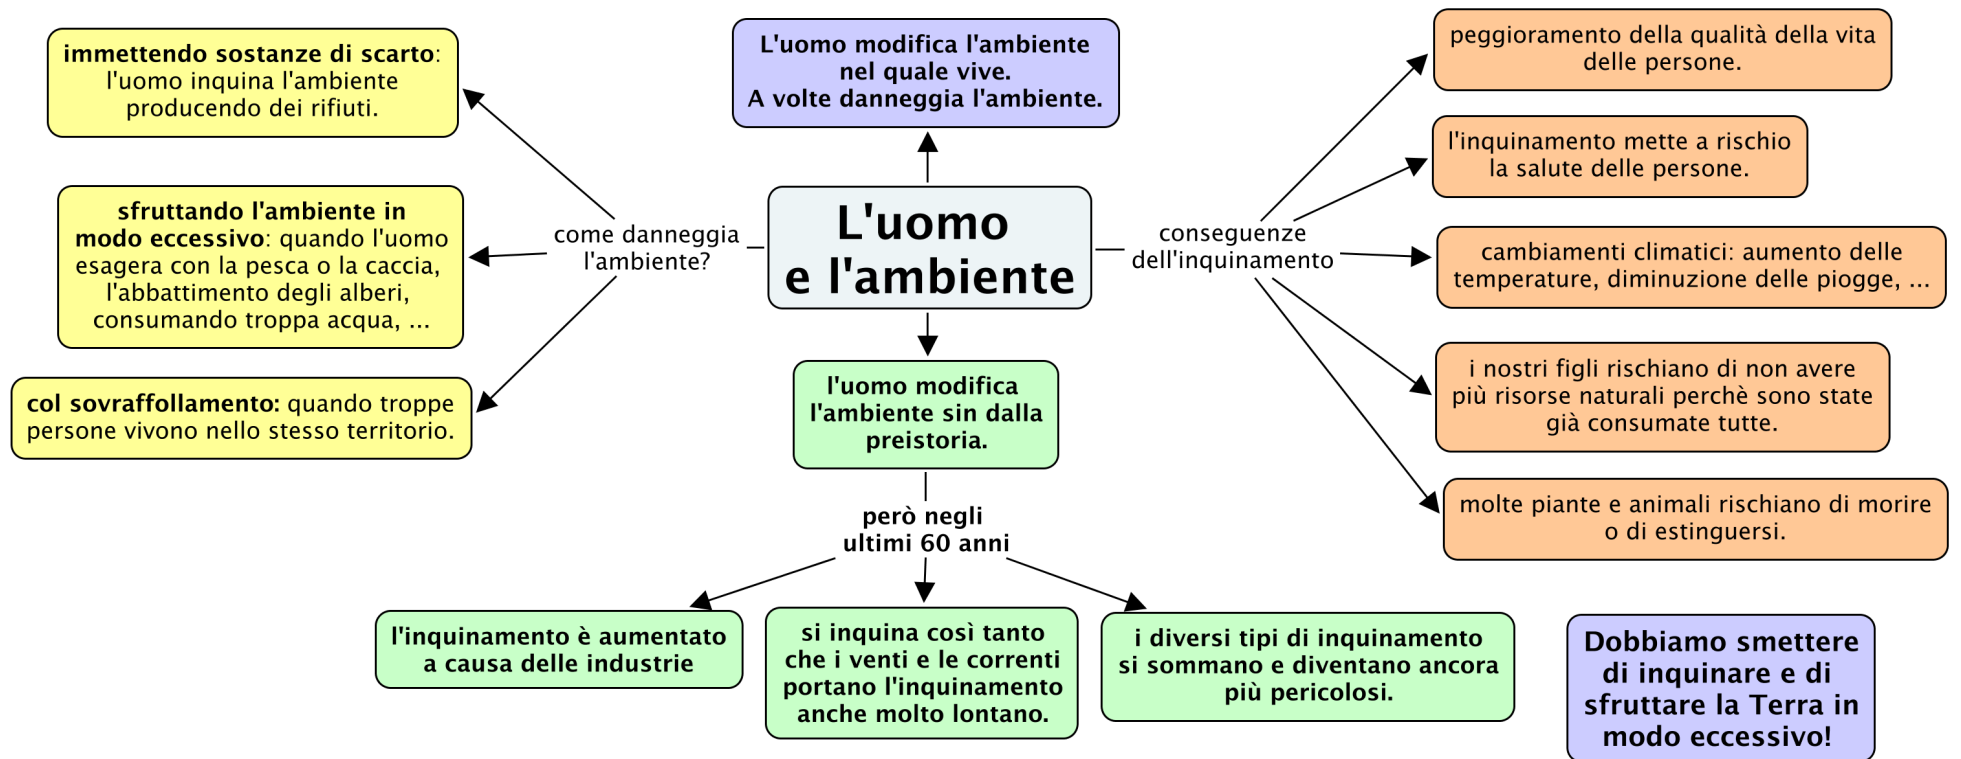 immettendo sostanze di scarto:
l'uomo inquina l'ambiente
producendo dei rifiuti.
sfruttando l'ambiente in
modo eccessivo: quando l'uomo
esagera con la pesca o la caccia,
l'abbattimento degli alberi,
consumando troppa acqua, ...
col sovraffollamento: quando troppe
persone vivono nello stesso territorio.
come danneggia
l'ambiente?
L'uomo modifica l'ambiente
nel quale vive.
A volte danneggia l'ambiente.
L'uomo
e l'ambiente
l'uomo modifica
l'ambiente sin dalla
preistoria.
però negli
ultimi 60 anni
l'inquinamento è aumentato
a causa delle industrie
si inquina così tanto
che i venti e le correnti
portano l'inquinamento
anche molto lontano.
i diversi tipi di inquinamento
si sommano e diventano ancora
più pericolosi.
conseguenze
dell'inquinamento
peggioramento della qualità della vita
delle persone.
l'inquinamento mette a rischio
la salute delle persone.
cambiamenti climatici: aumento delle
temperature, diminuzione delle piogge, ...
i nostri figli rischiano di non avere
più risorse naturali perchè sono state
già consumate tutte.
molte piante e animali rischiano di morire
o di estinguersi.
Dobbiamo smettere
di inquinare e di
sfruttare la Terra in
modo eccessivo!